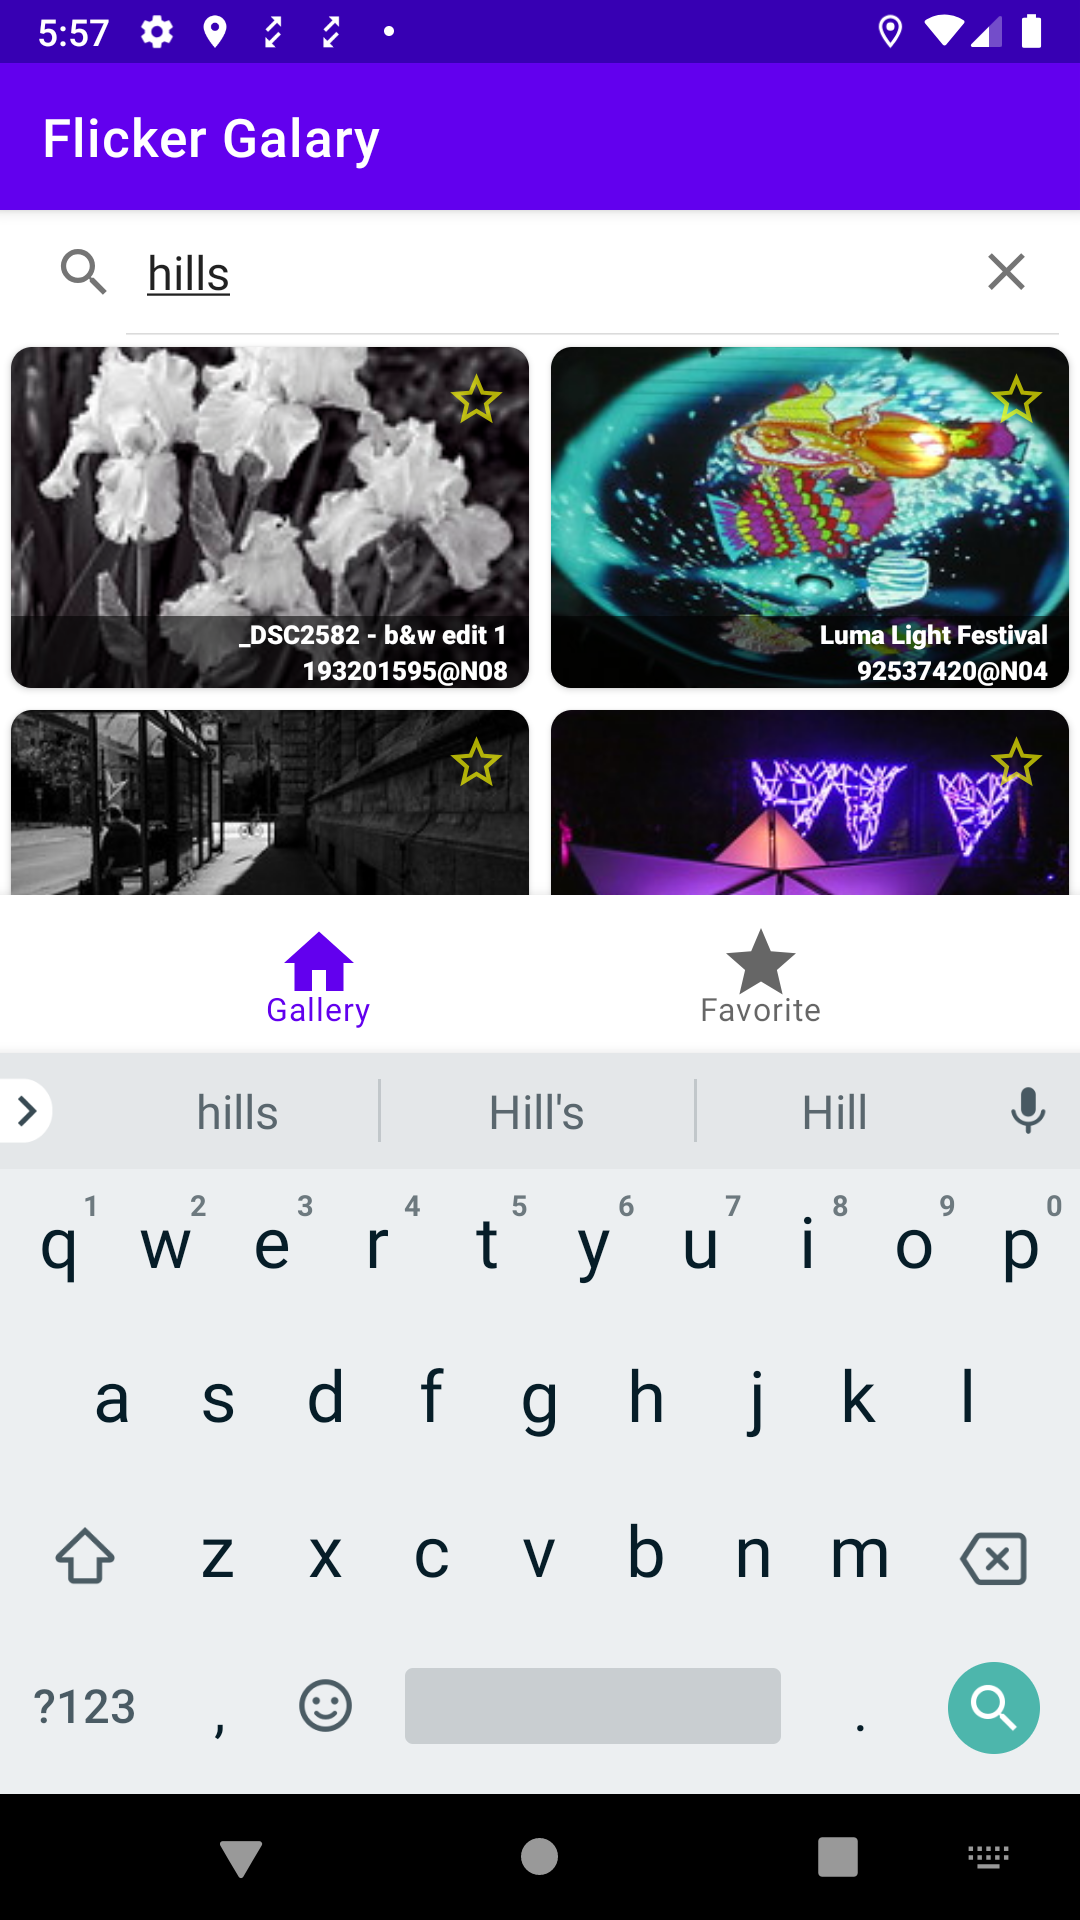 5:57
Flicker Galary
hills
_DSC2582 - b&w edit 1
193201595@N08
Luma Light Festival
92537420@N04
Gallery
Favorite
hills
Hill's
Hill
1 2 3 4 5 6 7 8 9 0
q w e r t y u i o p
a s d f g h j k l
z x c v b n m
?123 , .